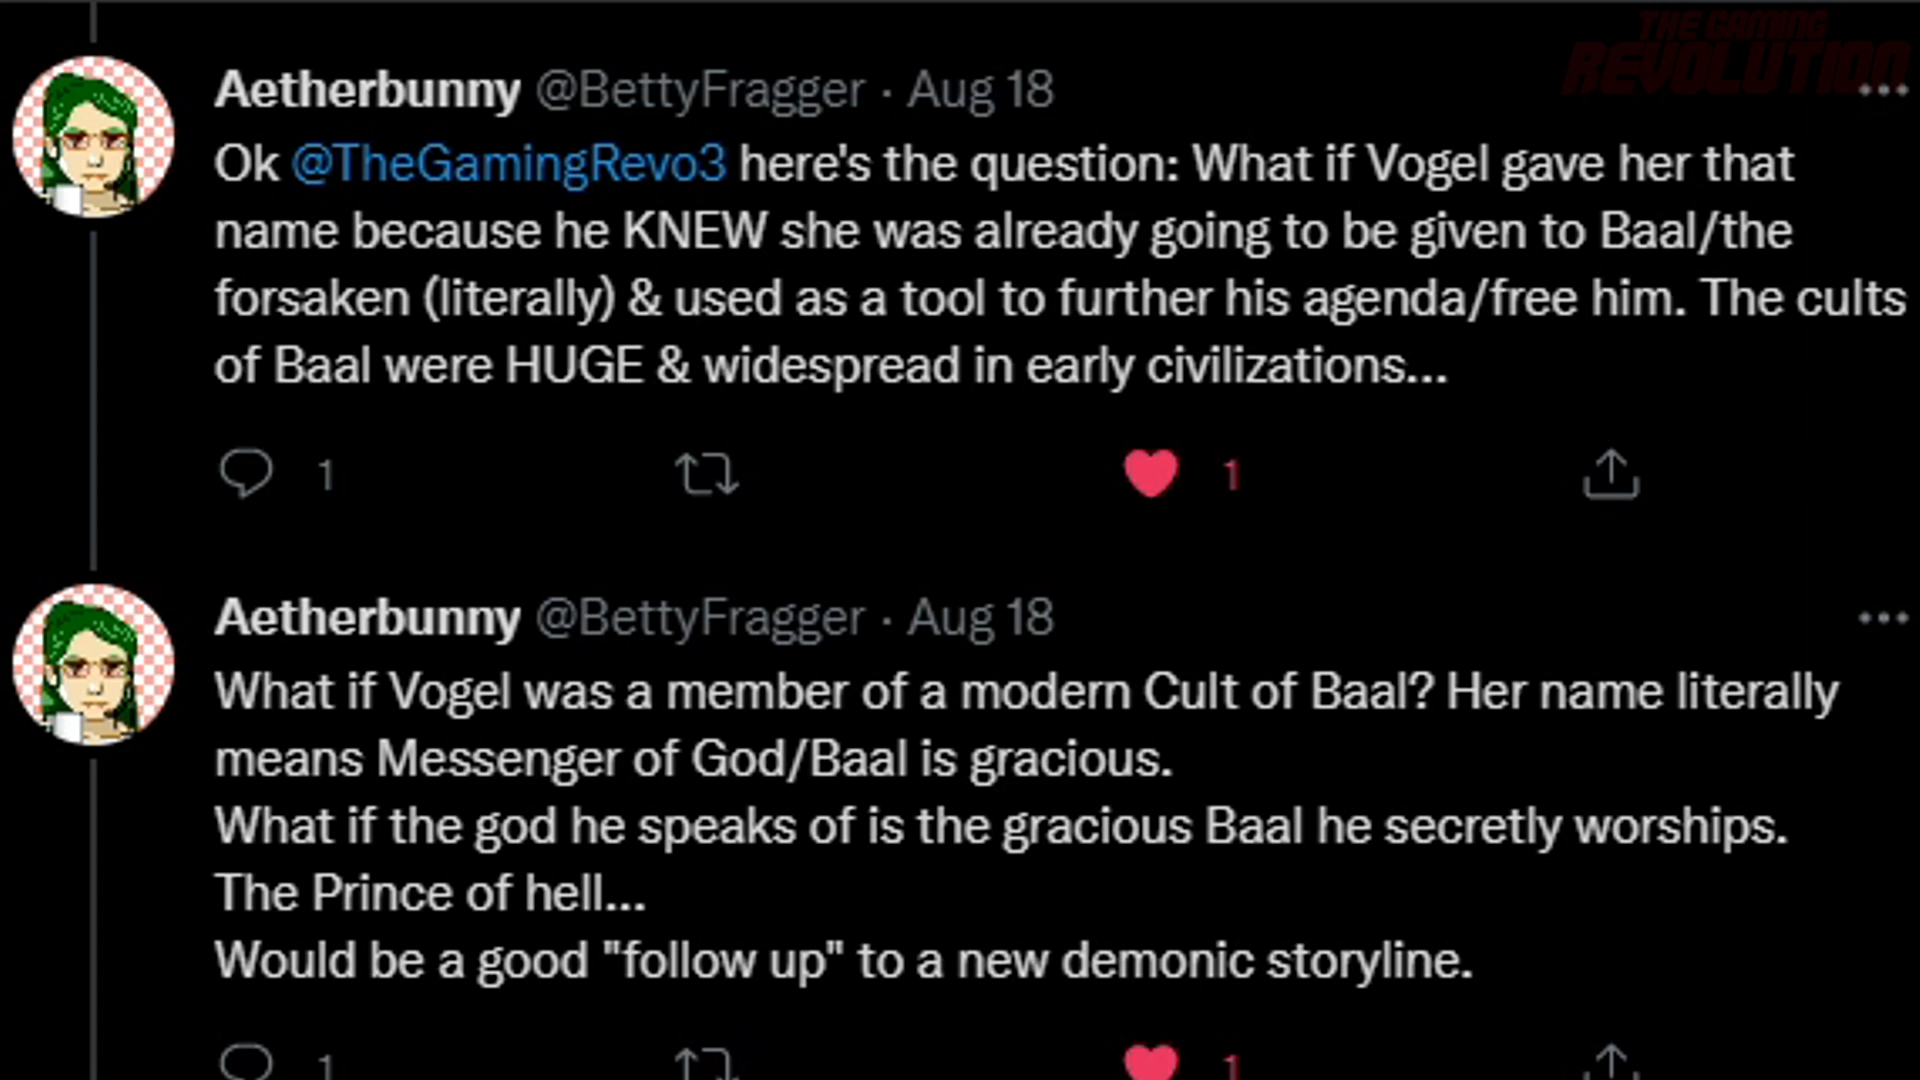 THE GAMING
REVOLUTION
Aetherbunny @BettyFragger · Aug 18
Ok @TheGamingRevo3 here's the question: What if Vogel gave her that
name because he KNEW she was already going to be given to Baal/the
forsaken (literally) & used as a tool to further his agenda/free him. The cults
of Baal were HUGE & widespread in early civilizations...
1 1
Aetherbunny @BettyFragger · Aug 18
What if Vogel was a member of a modern Cult of Baal? Her name literally
means Messenger of God/Baal is gracious.
What if the god he speaks of is the gracious Baal he secretly worships.
The Prince of hell...
Would be a good "follow up" to a new demonic storyline.
1 1